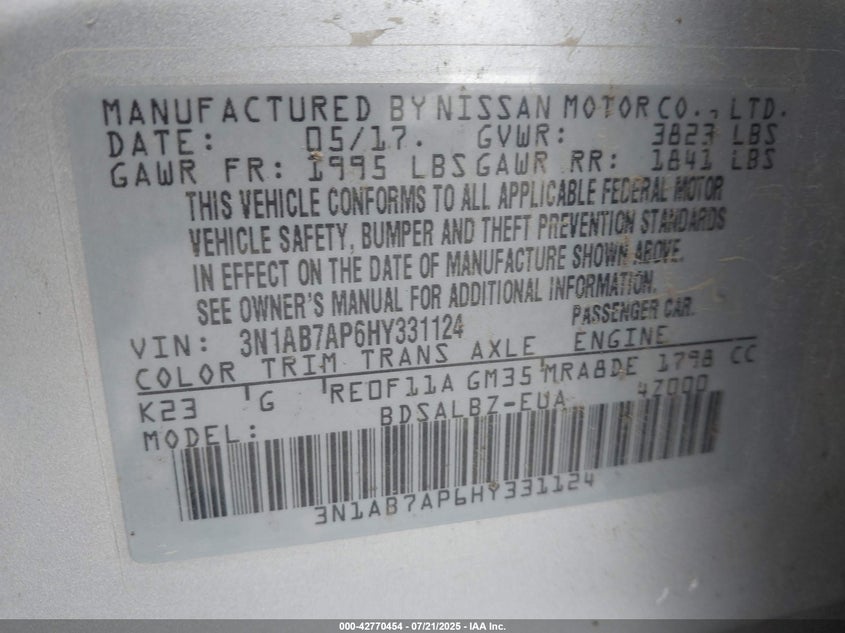 MANUFACTURED BY NISSAN MOTOR CO., LTD.
DATE: 05/17. GVWR: 3823 LBS
GAWR FR: 1995 LBS GAWR RR: 1841 LBS
THIS VEHICLE CONFORMS TO ALL APPLICABLE FEDERAL MOTOR
VEHICLE SAFETY, BUMPER AND THEFT PREVENTION STANDARDS
IN EFFECT ON THE DATE OF MANUFACTURE SHOWN ABOVE.
SEE OWNER'S MANUAL FOR ADDITIONAL INFORMATION.
VIN: 3N1AB7AP6HY331124 PASSENGER CAR.
COLOR TRIM TRANS AXLE ENGINE
K23 G RE0F11A GM35 MRA8DE 1798 CC
MODEL: BDSALBZ-EUA 4Z000
3N1AB7AP6HY331124
000-42770454 - 07/21/2025 - IAA Inc.